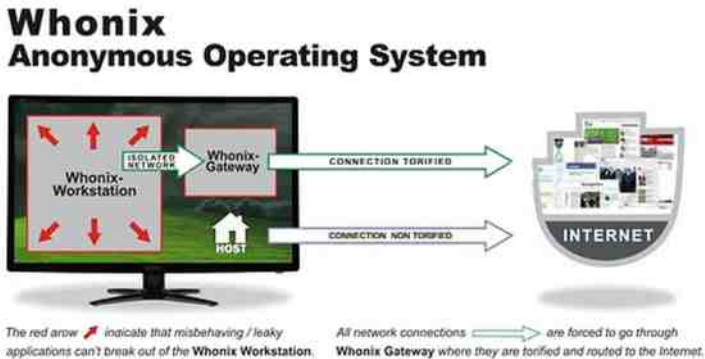 Whonix
Anonymous Operating System
ISOLATED
NETWORK
Whonix-
Workstation
Whonix-
Gateway
CONNECTION TORIFIED
HOST
CONNECTION NON TORIFIED
INTERNET
The red arow indicate that misbehaving / leaky
applications can't break out of the Whonix Workstation.
All network connections are forced to go through
Whonix Gateway where they are torified and routed to the Internet.